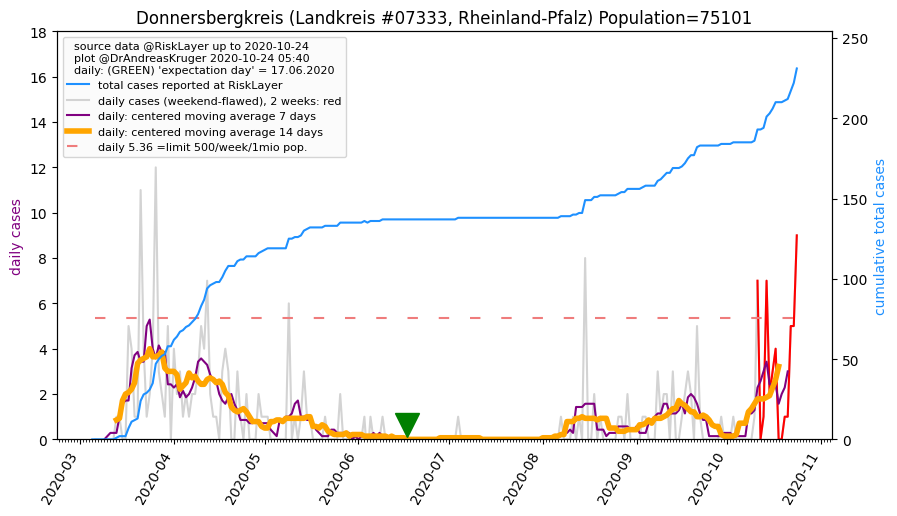 Donnersbergkreis (Landkreis #07333, Rheinland-Pfalz) Population=75101
source data @RiskLayer up to 2020-10-24
plot @DrAndreasKruger 2020-10-24 05:40
daily: (GREEN) 'expectation day' = 17.06.2020
total cases reported at RiskLayer
daily cases (weekend-flawed), 2 weeks: red
daily: centered moving average 7 days
daily: centered moving average 14 days
daily 5.36 =limit 500/week/1mio pop.
daily cases
18
16
14
12
10
8
6
4
2
0
cumulative total cases
250
200
150
100
50
0
2020-03
2020-04
2020-05
2020-06
2020-07
2020-08
2020-09
2020-10
2020-11